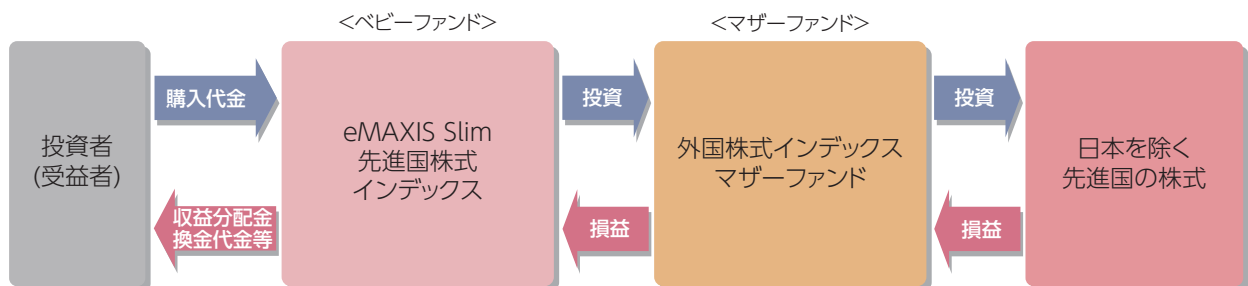 <ベビーファンド>
<マザーファンド>
投資者
(受益者)
購入代金
収益分配金
換金代金等
eMAXIS Slim
先進国株式
インデックス
投資
損益
外国株式インデックス
マザーファンド
投資
損益
日本を除く
先進国の株式